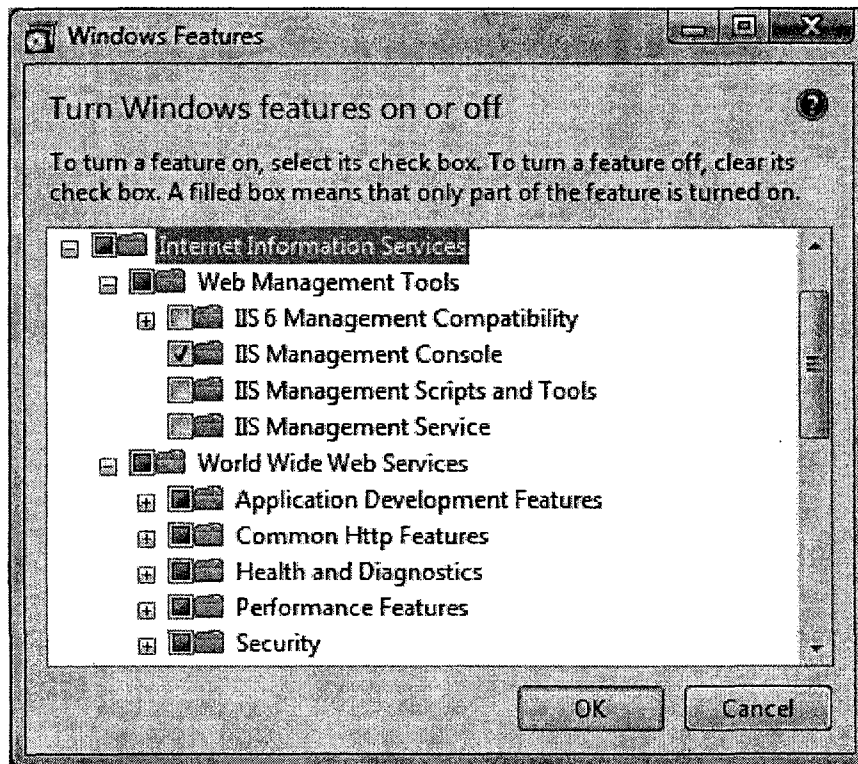 Windows Features
Turn Windows features on or off
To turn a feature on, select its check box. To turn a feature off, clear its
check box. A filled box means that only part of the feature is turned on.
Internet Information Services
Web Management Tools
IIS 6 Management Compatibility
IIS Management Console
IIS Management Scripts and Tools
IIS Management Service
World Wide Web Services
Application Development Features
Common Http Features
Health and Diagnostics
Performance Features
Security
OK Cancel